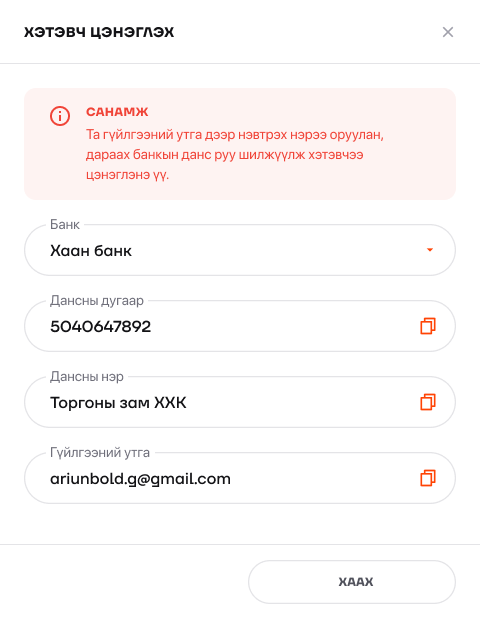 ХЭТЭВЧ ЦЭНЭГЛЭХ
САНАМЖ
Та гүйлгээний утга дээр нэвтрэх нэрээ оруулан,
дараах банкын данс руу шилжүүлж хэтэвчээ
цэнэглэнэ үү.
Банк
Хаан банк
Дансны дугаар
5040647892
Дансны нэр
Торгоны зам ХХК
Гүйлгээний утга
ariunbold.g@gmail.com
ХААХ